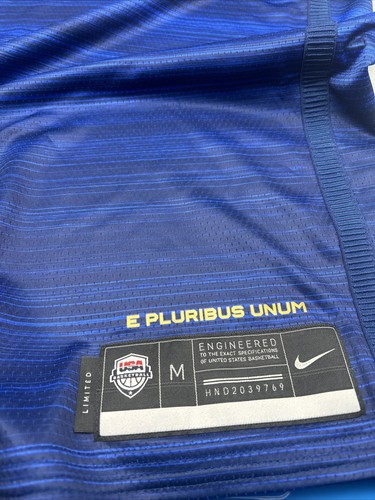 E PLURIBUS UNUM
LIMITED
USA
BASKETBALL
M
ENGINEERED
TO THE EXACT SPECIFICATIONS
OF UNITED STATES BASKETBALL
HND2039769